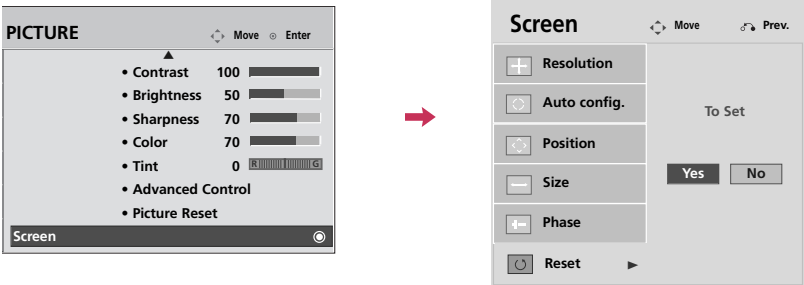 PICTURE Move Enter
• Contrast 100
• Brightness 50
• Sharpness 70
• Color 70
• Tint 0 R G
• Advanced Control
• Picture Reset
Screen
Screen Move Prev.
Resolution
Auto config.
Position
Size
Phase
Reset
To Set
Yes No